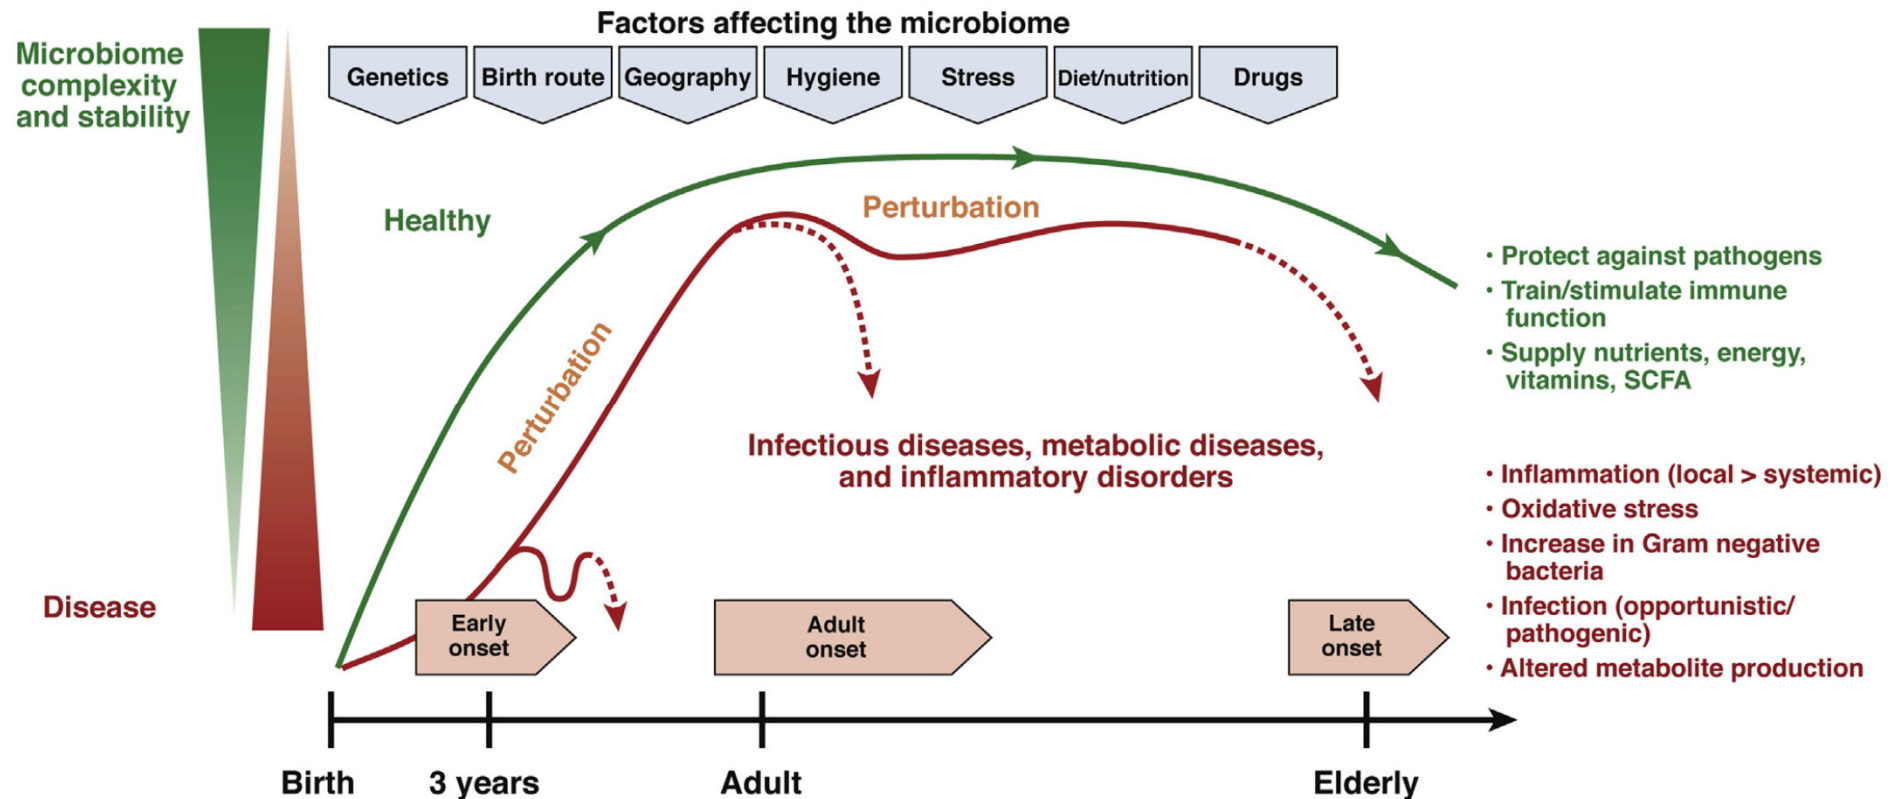 Factors affecting the microbiome
Microbiome
complexity
and stability
Genetics
Birth route
Geography
Hygiene
Stress
Diet/nutrition
Drugs
Healthy
Perturbation
Perturbation
· Protect against pathogens
· Train/stimulate immune
function
· Supply nutrients, energy,
vitamins, SCFA
Infectious diseases, metabolic diseases,
and inflammatory disorders
· Inflammation (local > systemic)
· Oxidative stress
· Increase in Gram negative
bacteria
· Infection (opportunistic/
pathogenic)
· Altered metabolite production
Disease
Early
onset
Adult
onset
Late
onset
Birth
3 years
Adult
Elderly